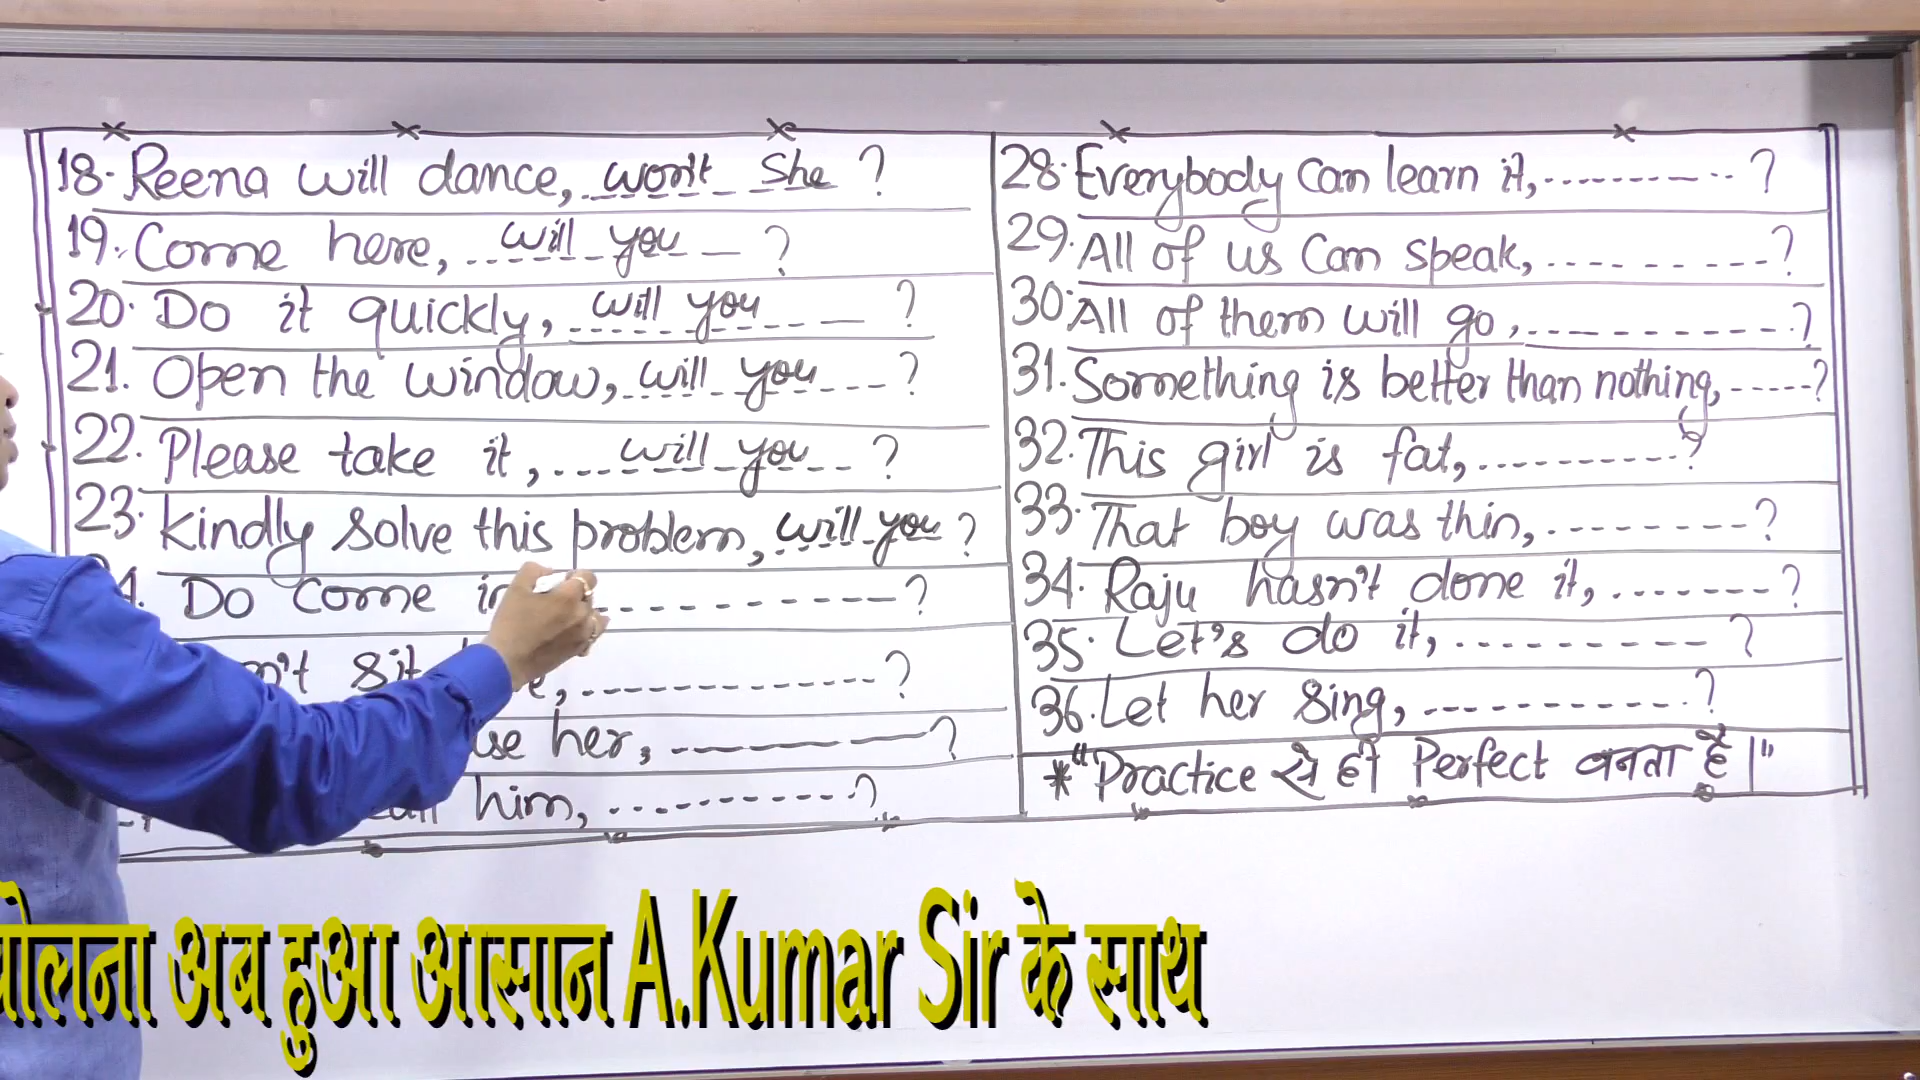 18. Reena will dance, won't she ?
19. Come here, will you ?
20. Do it quickly, will you ?
21. Open the window, will you ?
22. Please take it, will you ?
23. Kindly solve this problem, will you ?
Do come in ?
sit ?
her, ?
him, ?
28. Everybody can learn it, ?
29. All of us can speak, ?
30. All of them will go, ?
31. Something is better than nothing, ?
32. This girl is fat, ?
33. That boy was thin, ?
34. Raju hasn't done it, ?
35. Let's do it, ?
36. Let her sing, ?
* "Practice से ही Perfect बनता है।"
अब हुआ आसान A.Kumar Sir के साथ